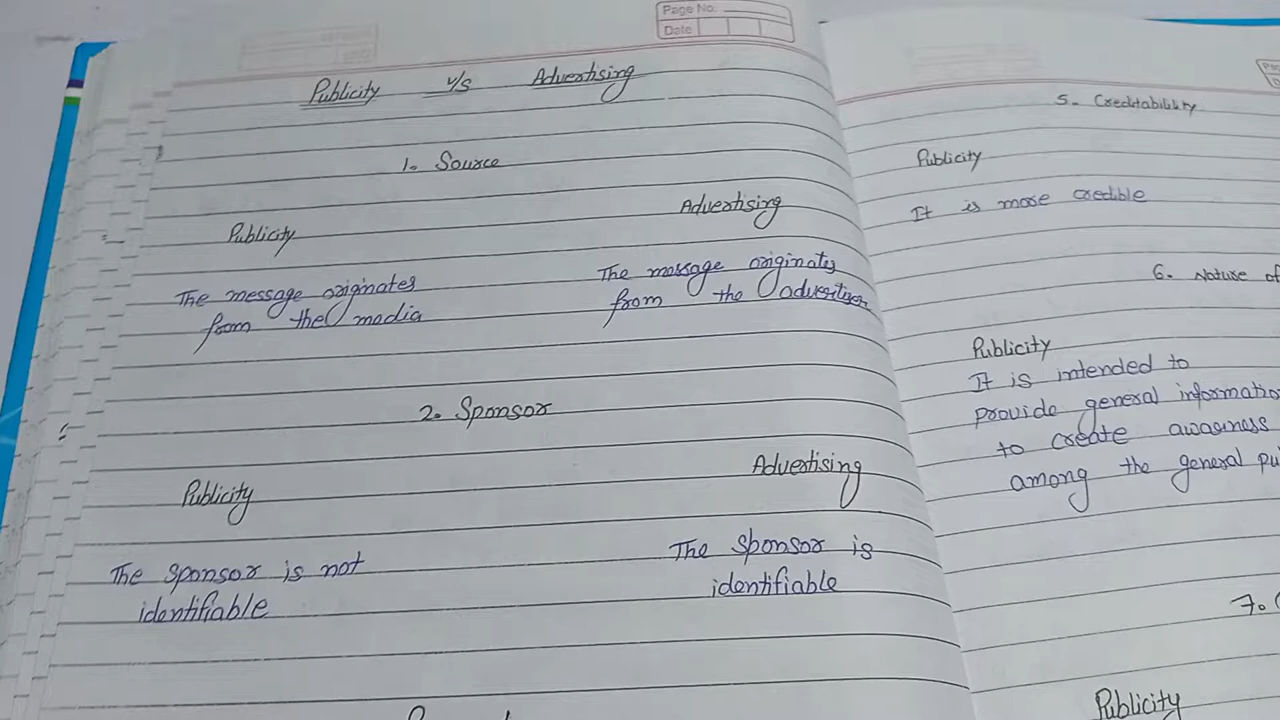 Page No:
Date
Publicity v/s Advertising
1. Source
Publicity
Advertising
The message originates
from the media
The message originates
from the advertiser
2. Sponsor
Publicity
Advertising
The sponsor is not
identifiable
The sponsor is
identifiable
5. Credetability
Publicity
It is more credible
6. Nature of
Publicity
It is intended to
provide general informatio
to create awarness
among the general pu
7.
Publicity